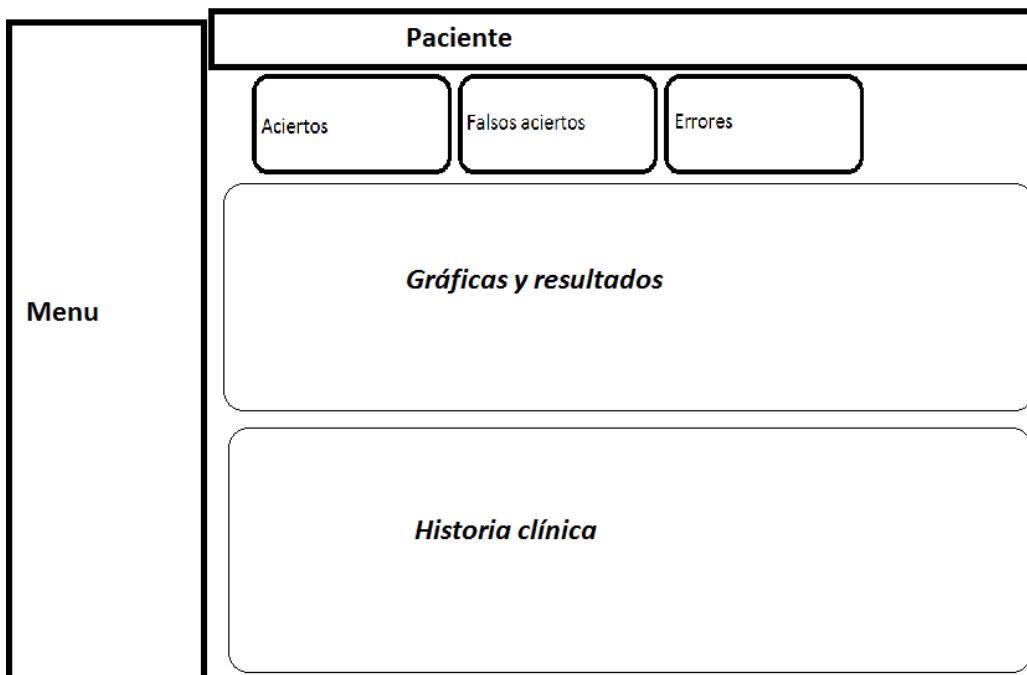 Paciente
Aciertos
Falsos aciertos
Errores
Gráficas y resultados
Menu
Historia clínica